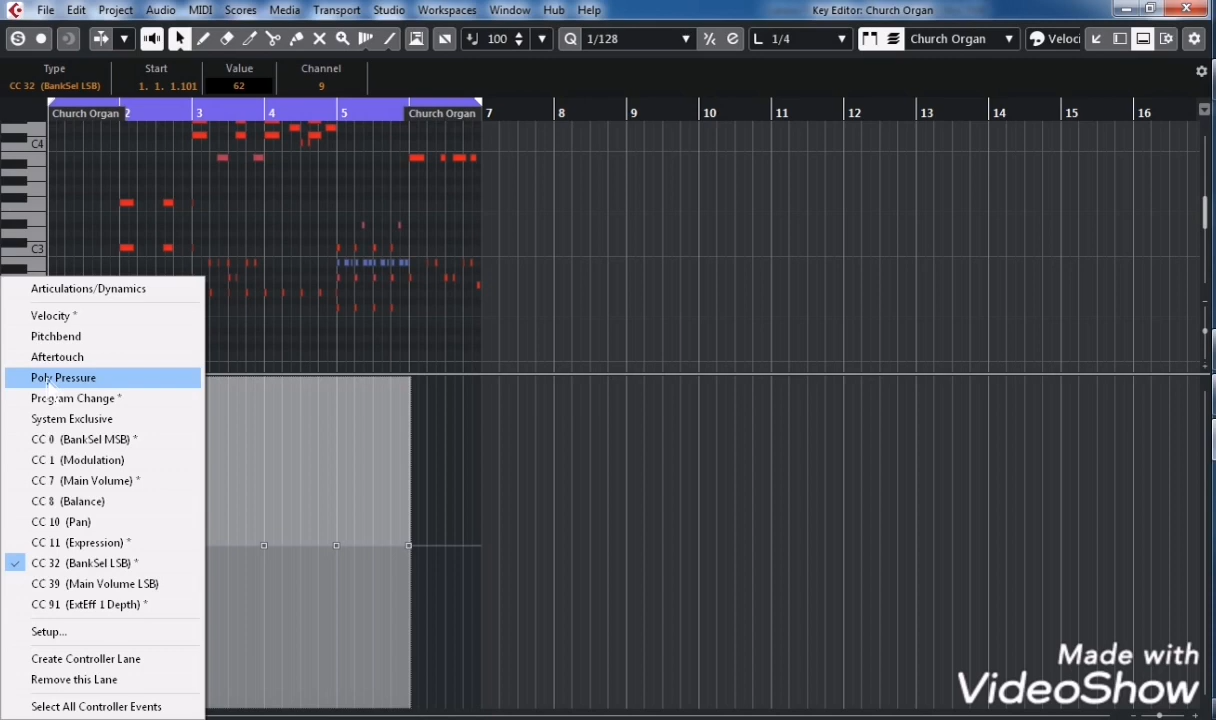 File Edit Project Audio MIDI Scores Media Transport Studio Workspaces Window Hub Help Key Editor: Church Organ
100 1/128 L 1/4 Church Organ Veloci
Type Start Value Channel
CC 32 (BankSel LSB) 1. 1. 1.101 62 9
Church Organ 2 3 4 5 Church Organ 7 8 9 10 11 12 13 14 15 16
C4
C3
Articulations/Dynamics
Velocity *
Pitchbend
Aftertouch
Poly Pressure
Program Change *
System Exclusive
CC 0 (BankSel MSB) *
CC 1 (Modulation)
CC 7 (Main Volume) *
CC 8 (Balance)
CC 10 (Pan)
CC 11 (Expression) *
CC 32 (BankSel LSB) *
CC 39 (Main Volume LSB)
CC 91 (ExtEff 1 Depth) *
Setup...
Create Controller Lane
Remove this Lane
Select All Controller Events
Made with
VideoShow